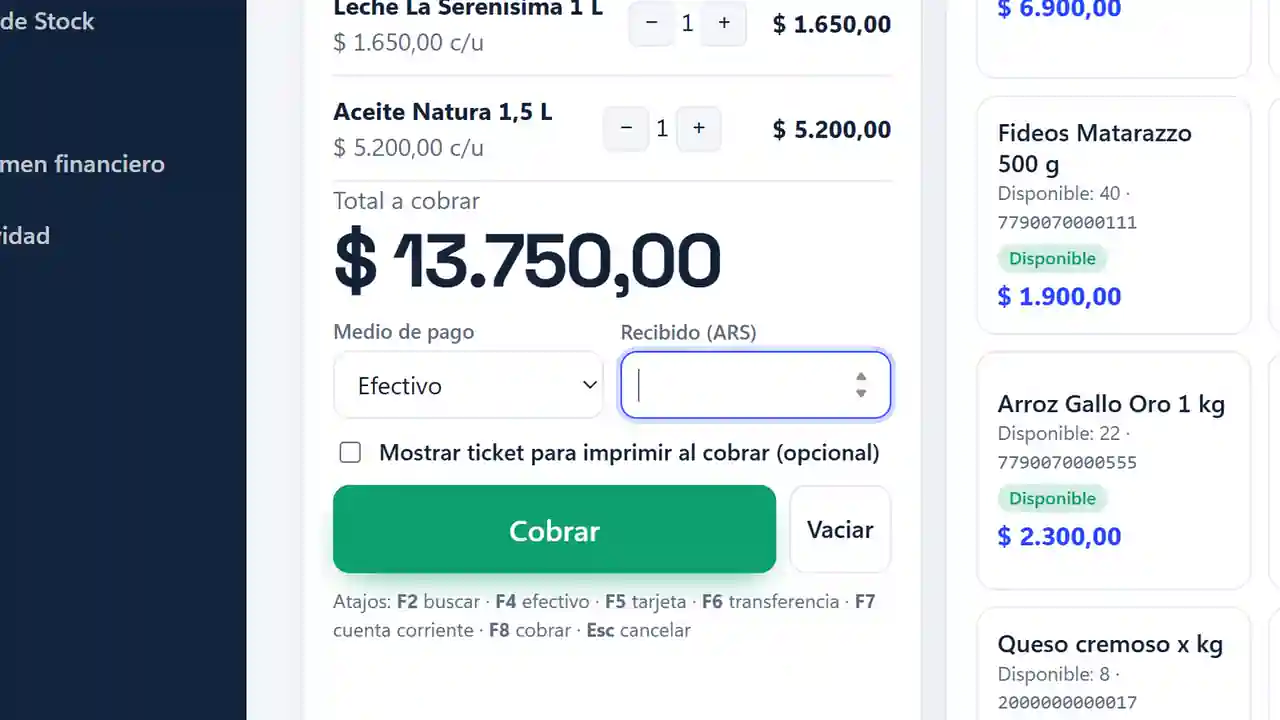 de Stock
men financiero
idad
Leche La Serenísima 1 L
− 1 +
$ 1.650,00
$ 1.650,00 c/u
Aceite Natura 1,5 L
− 1 +
$ 5.200,00
$ 5.200,00 c/u
Total a cobrar
$ 13.750,00
Medio de pago
Recibido (ARS)
Efectivo
Mostrar ticket para imprimir al cobrar (opcional)
Cobrar
Vaciar
Atajos: F2 buscar · F4 efectivo · F5 tarjeta · F6 transferencia · F7
cuenta corriente · F8 cobrar · Esc cancelar
$ 6.900,00
Fideos Matarazzo
500 g
Disponible: 40 ·
7790070000111
Disponible
$ 1.900,00
Arroz Gallo Oro 1 kg
Disponible: 22 ·
7790070000555
Disponible
$ 2.300,00
Queso cremoso x kg
Disponible: 8 ·
2000000000017